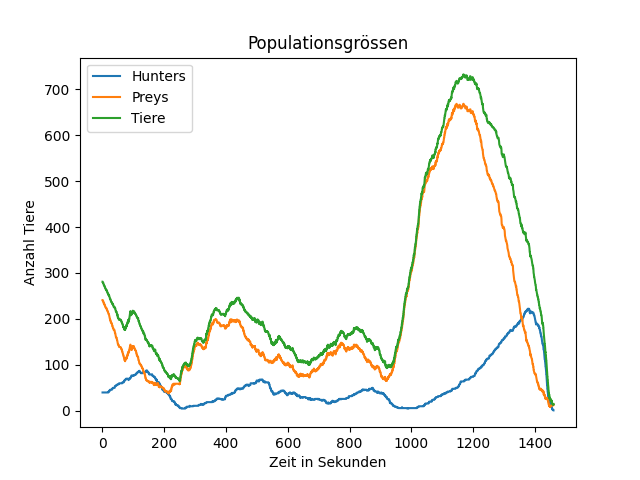 Populationsgrössen
Hunters
Preys
Tiere
Anzahl Tiere
700
600
500
400
300
200
100
0
0 200 400 600 800 1000 1200 1400
Zeit in Sekunden